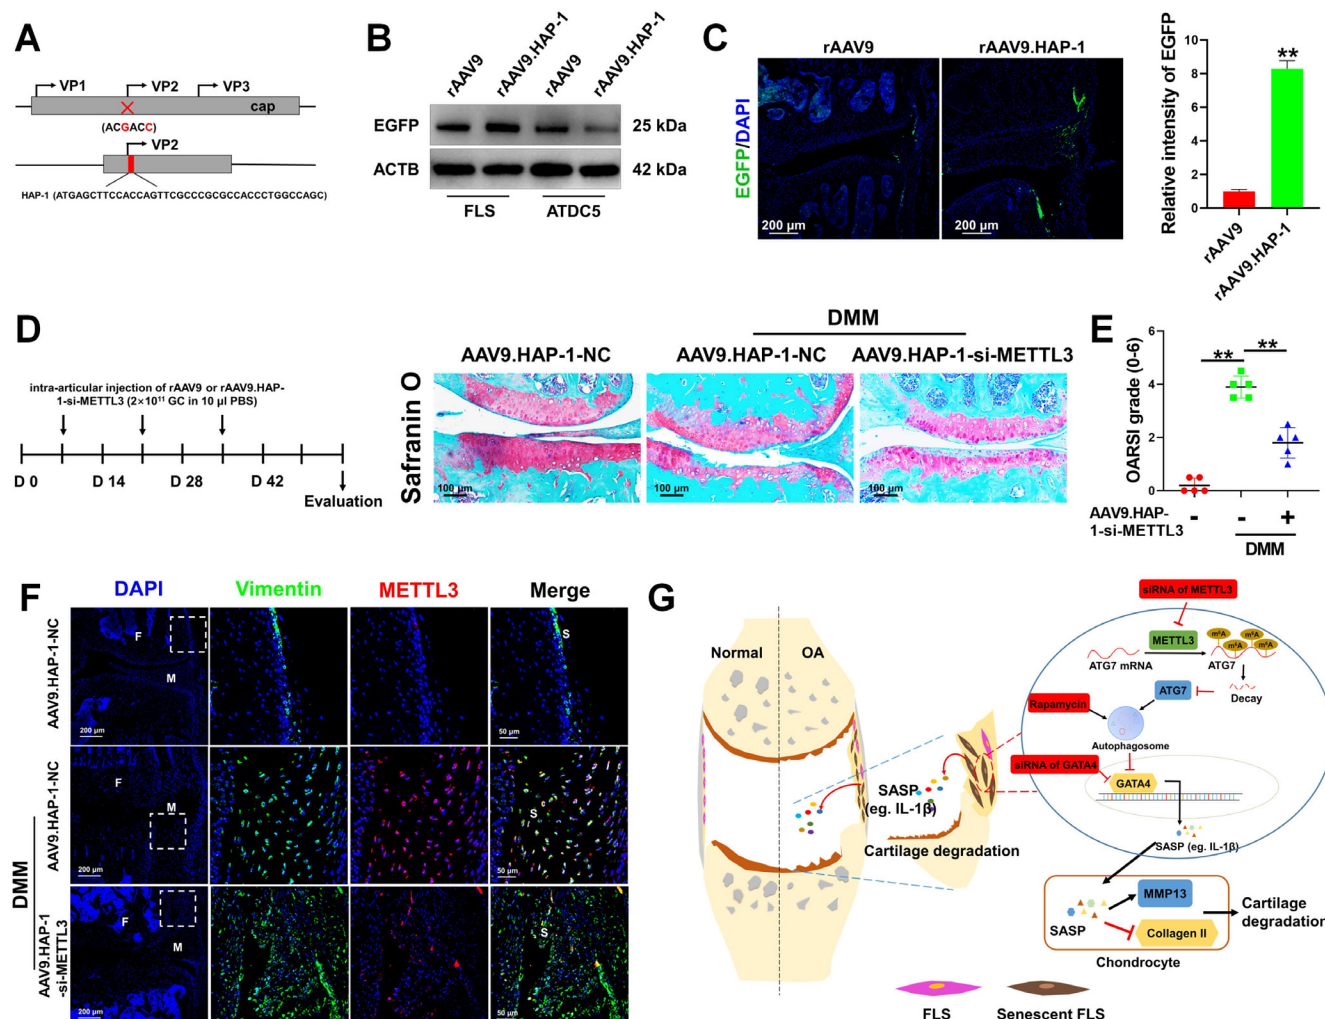 A
VP1
VP2
VP3
cap
(ACGACC)
VP2
HAP-1 (ATGAGCTTCCACCAGTTCGCCCGCGCCACCCTGGCCAGC)
B
rAAV9
rAAV9.HAP-1
rAAV9
rAAV9.HAP-1
EGFP
25 kDa
ACTB
42 kDa
FLS
ATDC5
C
rAAV9
rAAV9.HAP-1
EGFP/DAPI
200 μm
200 μm
Relative intensity of EGFP
10
8
6
4
2
0
**
rAAV9
rAAV9.HAP-1
D
intra-articular injection of rAAV9 or rAAV9.HAP-
1-si-METTL3 (2×10¹¹ GC in 10 μl PBS)
D 0
D 14
D 28
D 42
Evaluation
DMM
AAV9.HAP-1-NC
AAV9.HAP-1-NC
AAV9.HAP-1-si-METTL3
Safranin O
100 μm
100 μm
100 μm
E
OARSI grade (0-6)
6
4
2
0
**
**
AAV9.HAP-
1-si-METTL3
-
-
+
DMM
F
DAPI
Vimentin
METTL3
Merge
AAV9.HAP-1-NC
F
M
200 μm
S
50 μm
DMM
AAV9.HAP-1-NC
F
M
200 μm
S
50 μm
AAV9.HAP-1
-si-METTL3
F
M
200 μm
S
50 μm
G
Normal
OA
SASP
(eg. IL-1β)
Cartilage degradation
siRNA of METTL3
METTL3
m⁶A
m⁶A
m⁶A
m⁶A
ATG7 mRNA
ATG7
Decay
ATG7
Rapamycin
Autophagosome
siRNA of GATA4
GATA4
SASP (eg. IL-1β)
MMP13
SASP
Collagen II
Chondrocyte
Cartilage
degradation
FLS
Senescent FLS